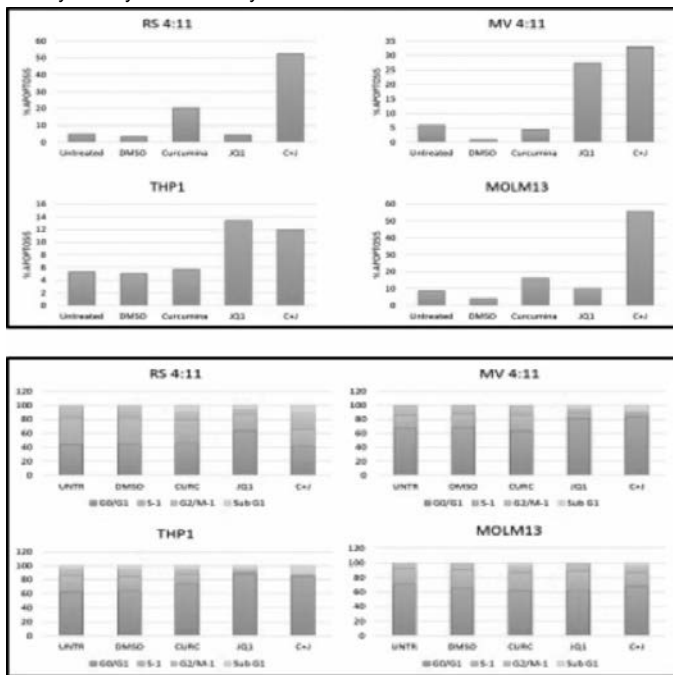 RS 4:11
MV 4:11
% APOPTOSS
60
50
40
30
20
10
0
Untreated DMSO Curcumina JQ1 C+J
% APOPTOSS
35
30
25
20
15
10
5
0
Untreated DMSO Curcumina JQ1 C+J
THP1
MOLM13
% APOPTOSS
16
14
12
10
8
6
4
2
0
Untreated DMSO Curcumina JQ1 C+J
% APOPTOSS
60
50
40
30
20
10
0
Untreated DMSO Curcumina JQ1 C+J
RS 4:11
MV 4:11
120
100
80
60
40
20
0
UNTR DMSO CURC JQ1 C+J
G0/G1 S-1 G2/M-1 Sub G1
120
100
80
60
40
20
0
UNTR DMSO CURC JQ1 C+J
G0/G1 S-1 G2/M-1 Sub G1
THP1
MOLM13
120
100
80
60
40
20
0
UNTR DMSO CURC JQ1 C+J
G0/G1 S-1 G2/M-1 Sub G1
120
100
80
60
40
20
0
UNTR DMSO CURC JQ1 C+J
G0/G1 S-1 G2/M-1 Sub G1